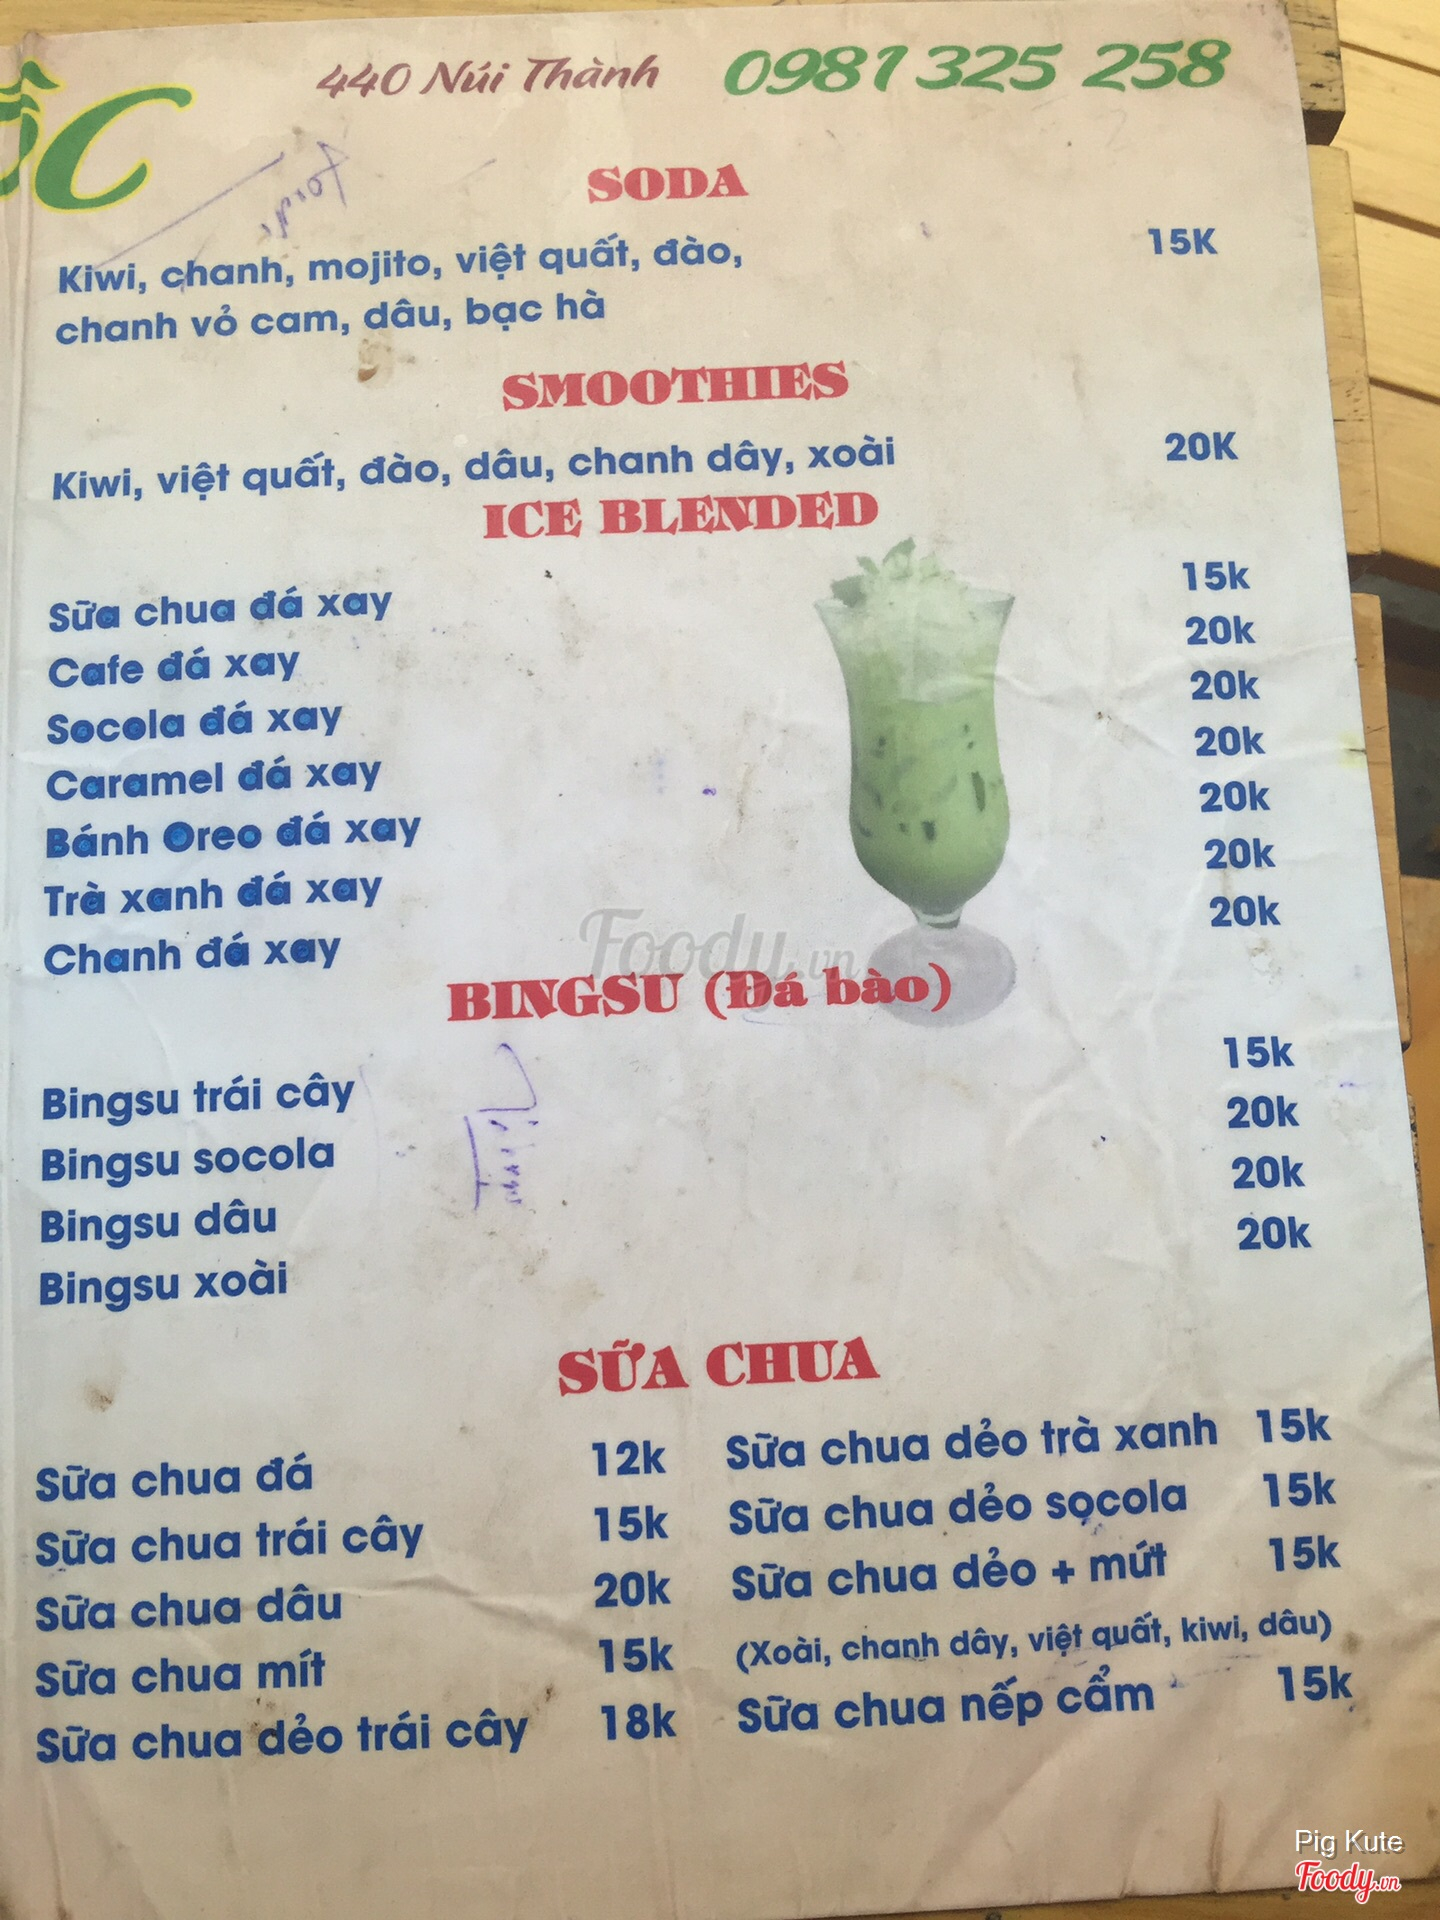 ỐC
440 Núi Thành 0981 325 258
SODA
Kiwi, chanh, mojito, việt quất, đào, 15K
chanh vỏ cam, dâu, bạc hà
SMOOTHIES
Kiwi, việt quất, đào, dâu, chanh dây, xoài 20K
ICE BLENDED
Sữa chua đá xay 15k
Cafe đá xay 20k
Socola đá xay 20k
Caramel đá xay 20k
Bánh Oreo đá xay 20k
Trà xanh đá xay 20k
Chanh đá xay 20k
Foody.vn
BINGSU (Đá bào)
Bingsu trái cây 15k
Bingsu socola 20k
Bingsu dâu 20k
Bingsu xoài 20k
SỮA CHUA
Sữa chua đá 12k
Sữa chua trái cây 15k
Sữa chua dâu 20k
Sữa chua mít 15k
Sữa chua dẻo trái cây 18k
Sữa chua dẻo trà xanh 15k
Sữa chua dẻo socola 15k
Sữa chua dẻo + mứt 15k
(Xoài, chanh dây, việt quất, kiwi, dâu)
Sữa chua nếp cẩm 15k
Pig Kute
Foody.vn